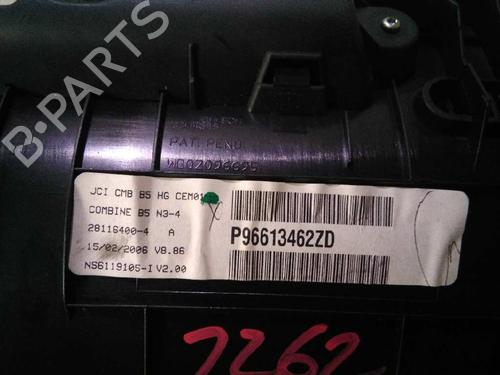 B-PARTS
PAT. PEND.
JCI CMB B5 HG CEM01
COMBINE B5 N3-4
28116400-4 A
15/02/2006 V8.86
NS6119105-I V2.00
P96613462ZD
7262